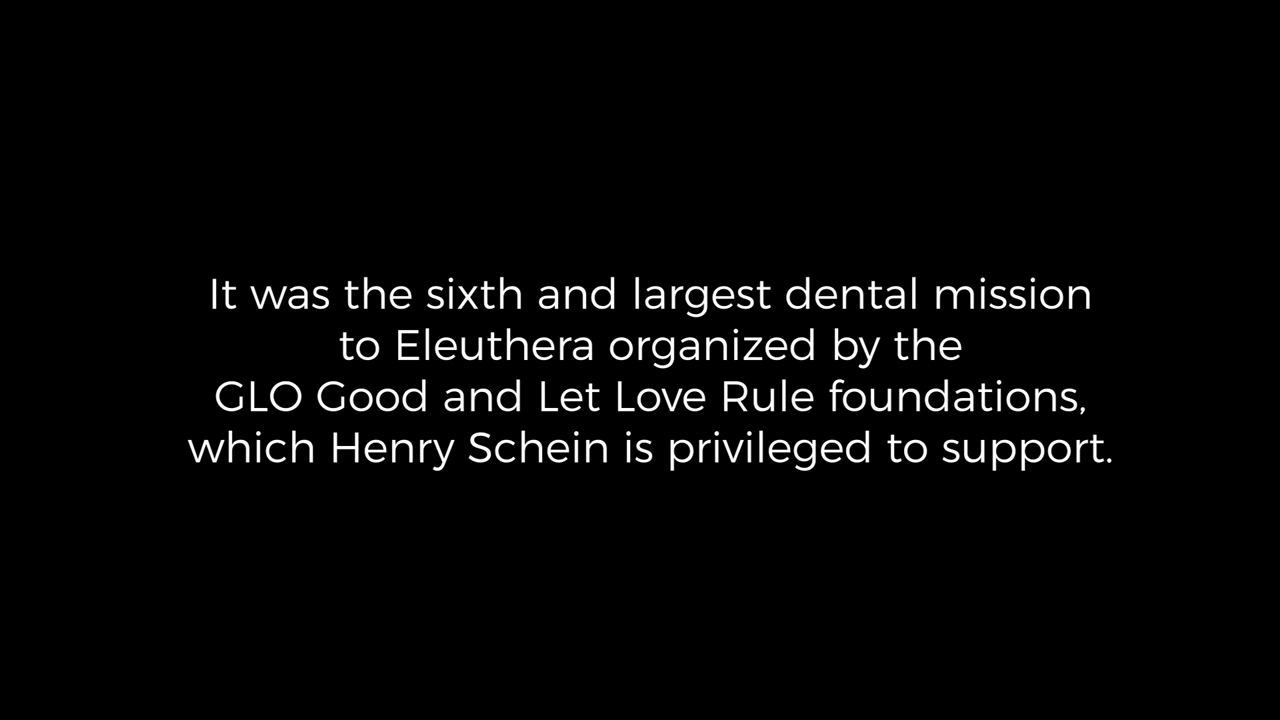 It was the sixth and largest dental mission
to Eleuthera organized by the
GLO Good and Let Love Rule foundations,
which Henry Schein is privileged to support.